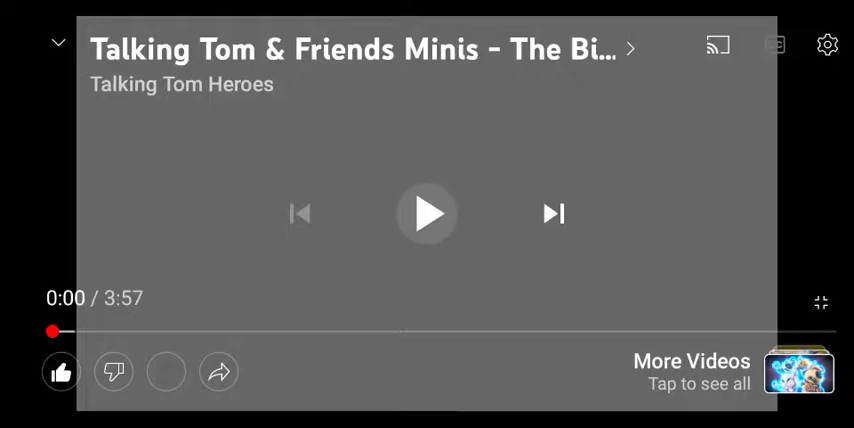 Talking Tom & Friends Minis - The Bi...
Talking Tom Heroes
CC
0:00 / 3:57
More Videos
Tap to see all